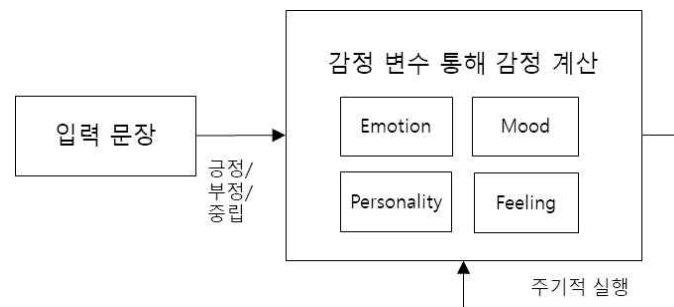 감정 변수 통해 감정 계산
입력 문장
긍정/
부정/
중립
Emotion
Mood
Personality
Feeling
주기적 실행